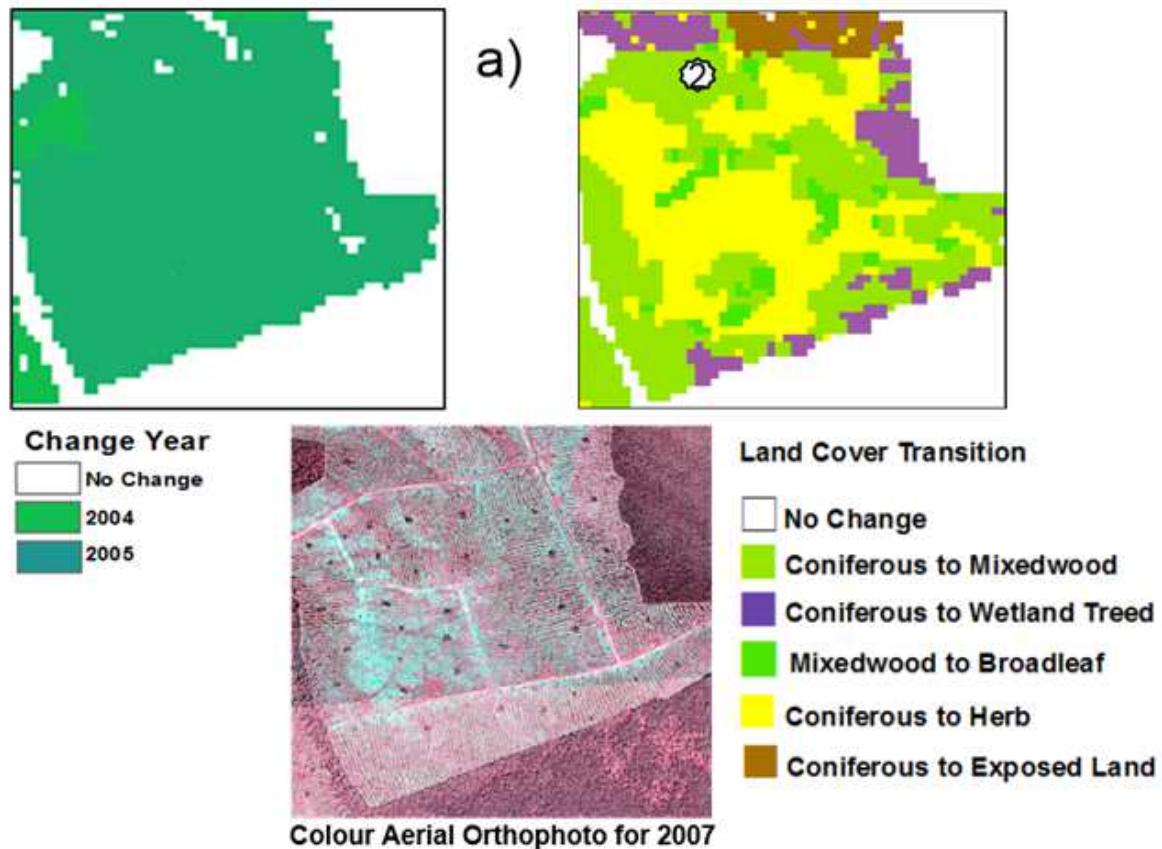 a)
2
Change Year
No Change
2004
2005
Land Cover Transition
No Change
Coniferous to Mixedwood
Coniferous to Wetland Treed
Mixedwood to Broadleaf
Coniferous to Herb
Coniferous to Exposed Land
Colour Aerial Orthophoto for 2007